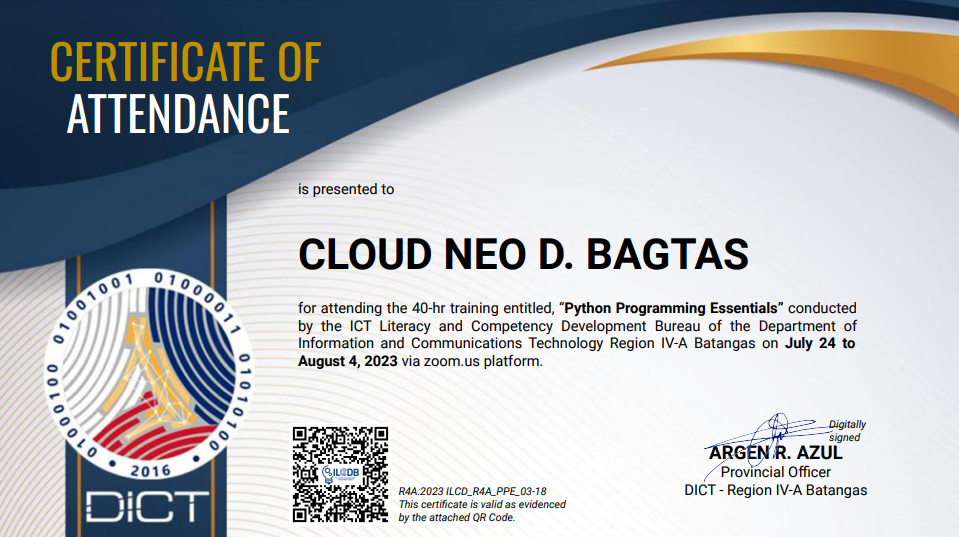 CERTIFICATE OF
ATTENDANCE
is presented to
CLOUD NEO D. BAGTAS
for attending the 40-hr training entitled, “Python Programming Essentials” conducted
by the ICT Literacy and Competency Development Bureau of the Department of
Information and Communications Technology Region IV-A Batangas on July 24 to
August 4, 2023 via zoom.us platform.
01001001 01000011 01010100 01000100
• 2016 •
DICT
ILCDB
R4A:2023 ILCD_R4A_PPE_03-18
This certificate is valid as evidenced
by the attached QR Code.
Digitally
signed
ARGEN R. AZUL
Provincial Officer
DICT - Region IV-A Batangas